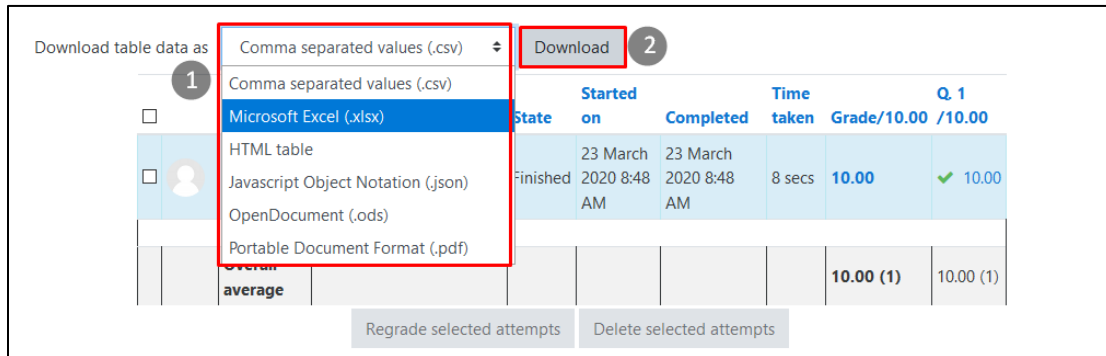 Download table data as Comma separated values (.csv) Download 2
1
Comma separated values (.csv)
Microsoft Excel (.xlsx)
HTML table
Javascript Object Notation (.json)
OpenDocument (.ods)
Portable Document Format (.pdf)
State Started on Completed Time taken Grade/10.00 Q. 1 /10.00
Finished 23 March 2020 8:48 AM 23 March 2020 8:48 AM 8 secs 10.00 10.00
Overall average 10.00 (1) 10.00 (1)
Regrade selected attempts Delete selected attempts